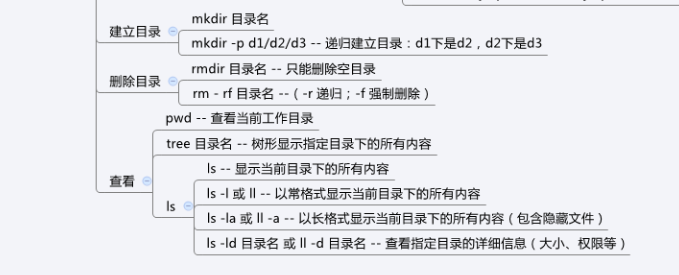 建立目录
mkdir 目录名
mkdir -p d1/d2/d3 -- 递归建立目录：d1下是d2，d2下是d3
删除目录
rmdir 目录名 -- 只能删除空目录
rm - rf 目录名 --（ -r 递归；-f 强制删除 ）
查看
pwd -- 查看当前工作目录
tree 目录名 -- 树形显示指定目录下的所有内容
ls
ls -- 显示当前目录下的所有内容
ls -l 或 ll -- 以常格式显示当前目录下的所有内容
ls -la 或 ll -a -- 以长格式显示当前目录下的所有内容（包含隐藏文件）
ls -ld 目录名 或 ll -d 目录名 -- 查看指定目录的详细信息（大小、权限等）